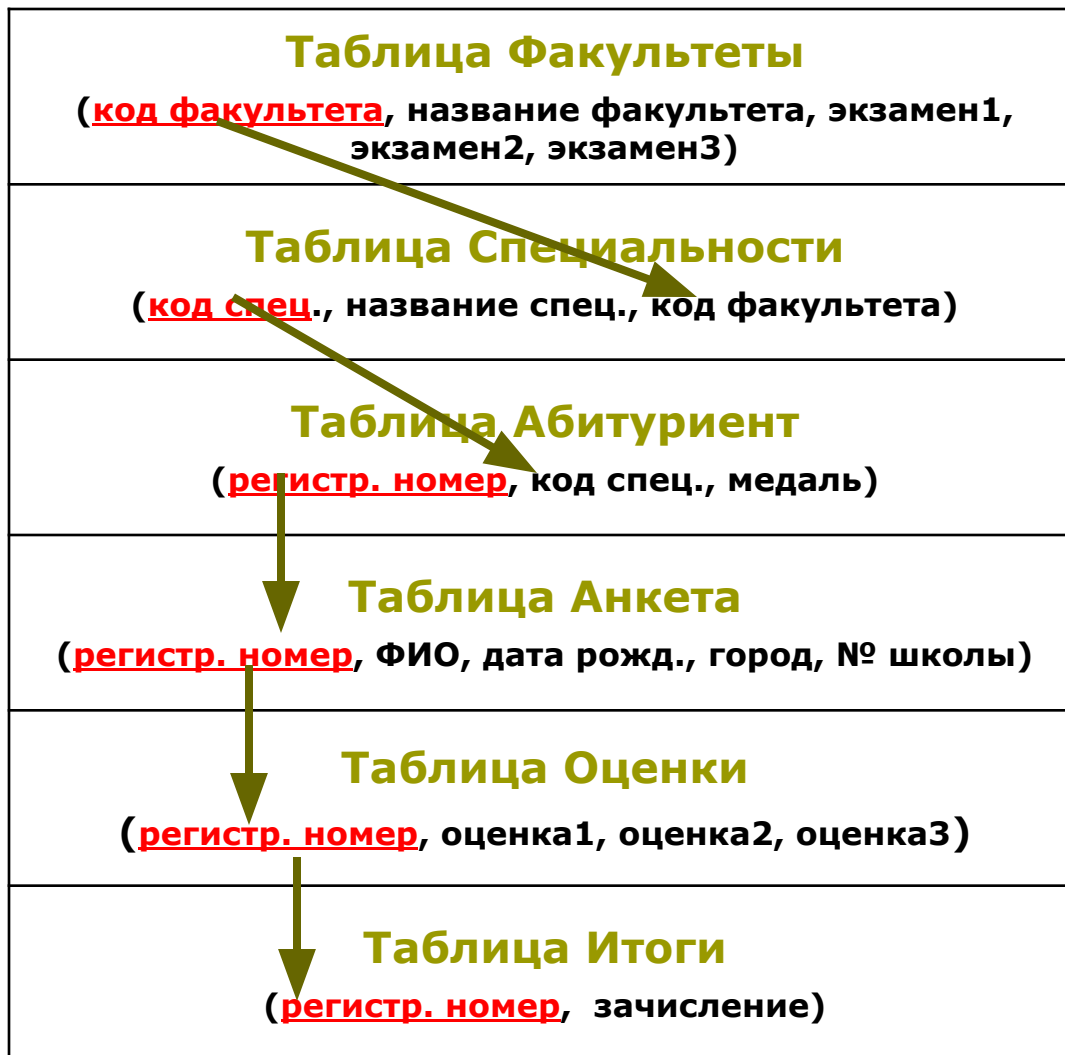 Таблица Факультеты
(код факультета, название факультета, экзамен1,
экзамен2, экзамен3)
Таблица Специальности
(код спец., название спец., код факультета)
Таблица Абитуриент
(регистр. номер, код спец., медаль)
Таблица Анкета
(регистр. номер, ФИО, дата рожд., город, № школы)
Таблица Оценки
(регистр. номер, оценка1, оценка2, оценка3)
Таблица Итоги
(регистр. номер, зачисление)